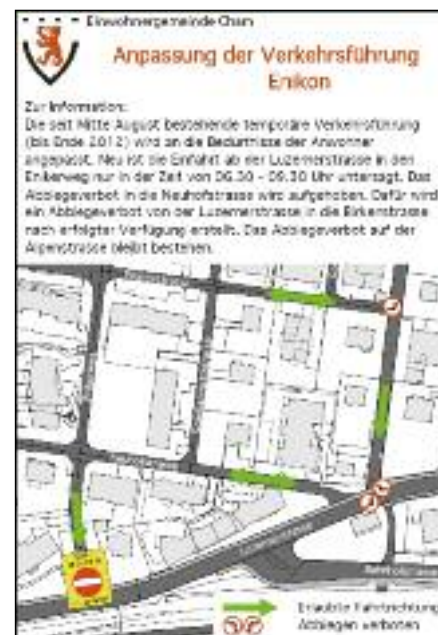 Einwohnergemeinde Cham
Anpassung der Verkehrsführung
Enikon
Zur Information:
Die seit Mitte August bestehende temporäre Verkehrsführung
(bis Ende 2012) wird an die Bedürfnisse der Anwohner
angepasst. Neu ist die Einfahrt ab der Luzernerstrasse in den
Enikerweg nur in der Zeit von 06.30 - 09.30 Uhr untersagt. Das
Abbiegeverbot in die Neuhofstrasse wird aufgehoben. Dafür wird
ein Abbiegeverbot von der Luzernerstrasse in die Birkenstrasse
nach erfolgter Verfügung erstellt. Das Abbiegeverbot auf der
Alpenstrasse bleibt bestehen.
Luzernerstrasse
Erlaubte Fahrtrichtung
Abbiegen verboten